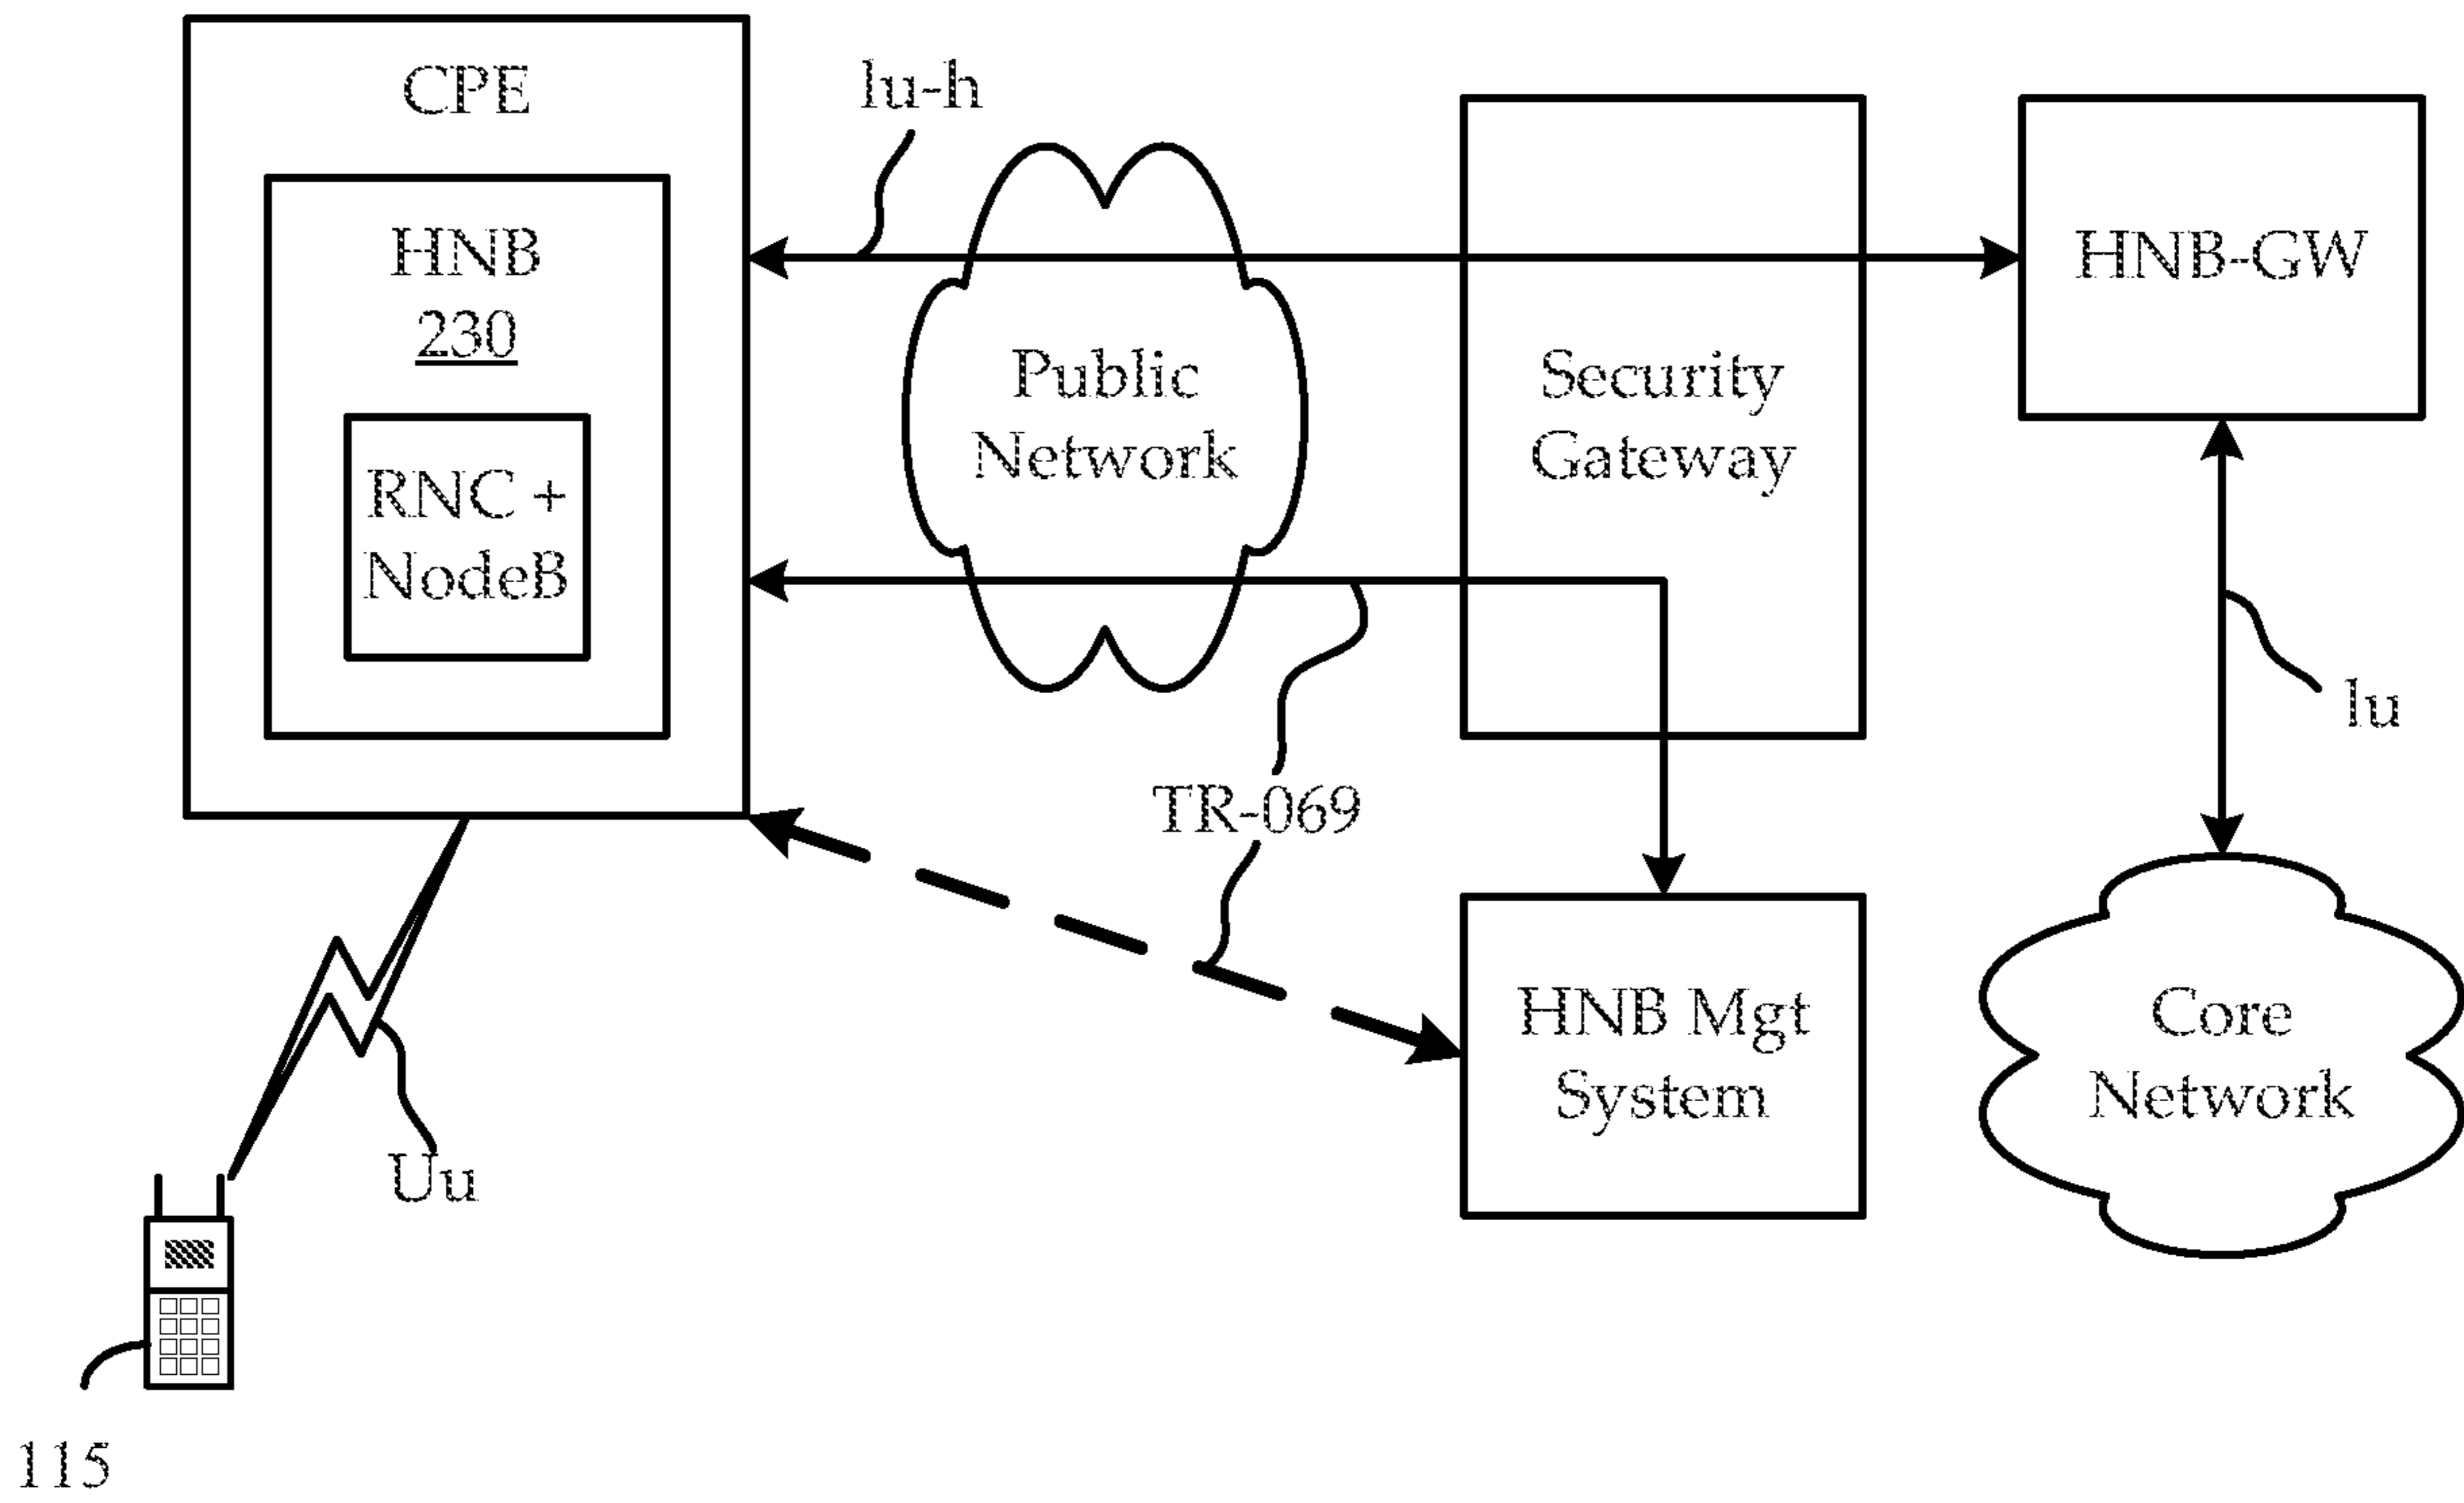 CPE
HNB
230
RNC +
NodeB
Iu-h
Public
Network
Security
Gateway
HNB-GW
Iu
TR-069
HNB Mgt
System
Core
Network
Uu
115